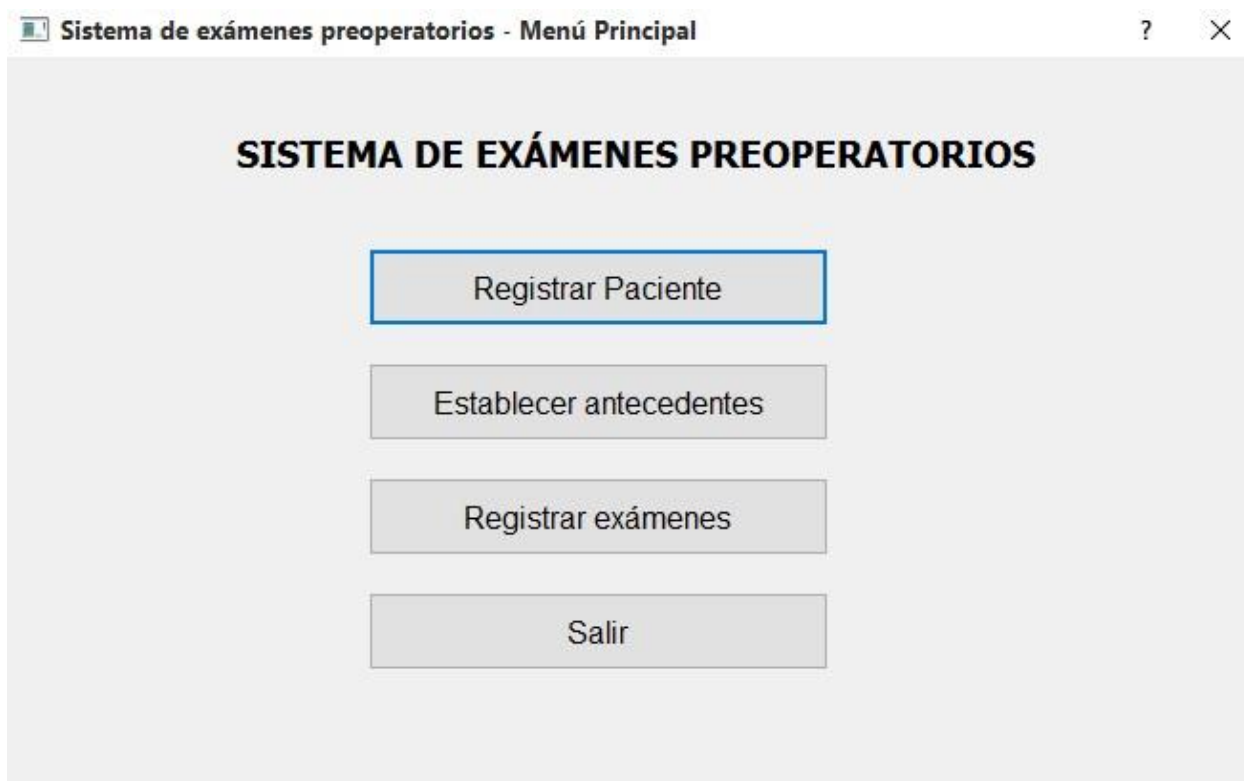 Sistema de exámenes preoperatorios - Menú Principal ?
SISTEMA DE EXÁMENES PREOPERATORIOS
Registrar Paciente
Establecer antecedentes
Registrar exámenes
Salir